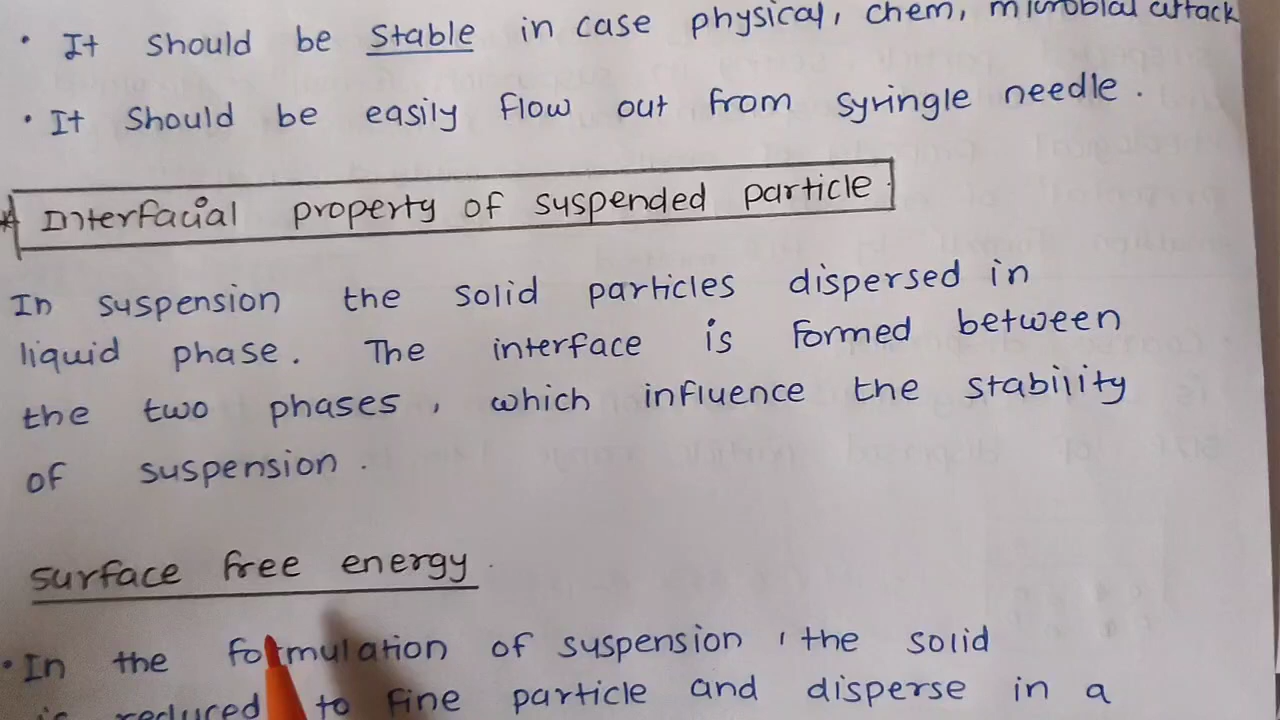 • It should be stable in case physical, chem, microbial attack
• It should be easily flow out from syringle needle.
* Interfacial property of suspended particle.
In suspension the solid particles dispersed in
liquid phase. The interface is formed between
the two phases, which influence the stability
of suspension.
surface free energy.
• In the formulation of suspension, the solid
is reduced to fine particle and disperse in a